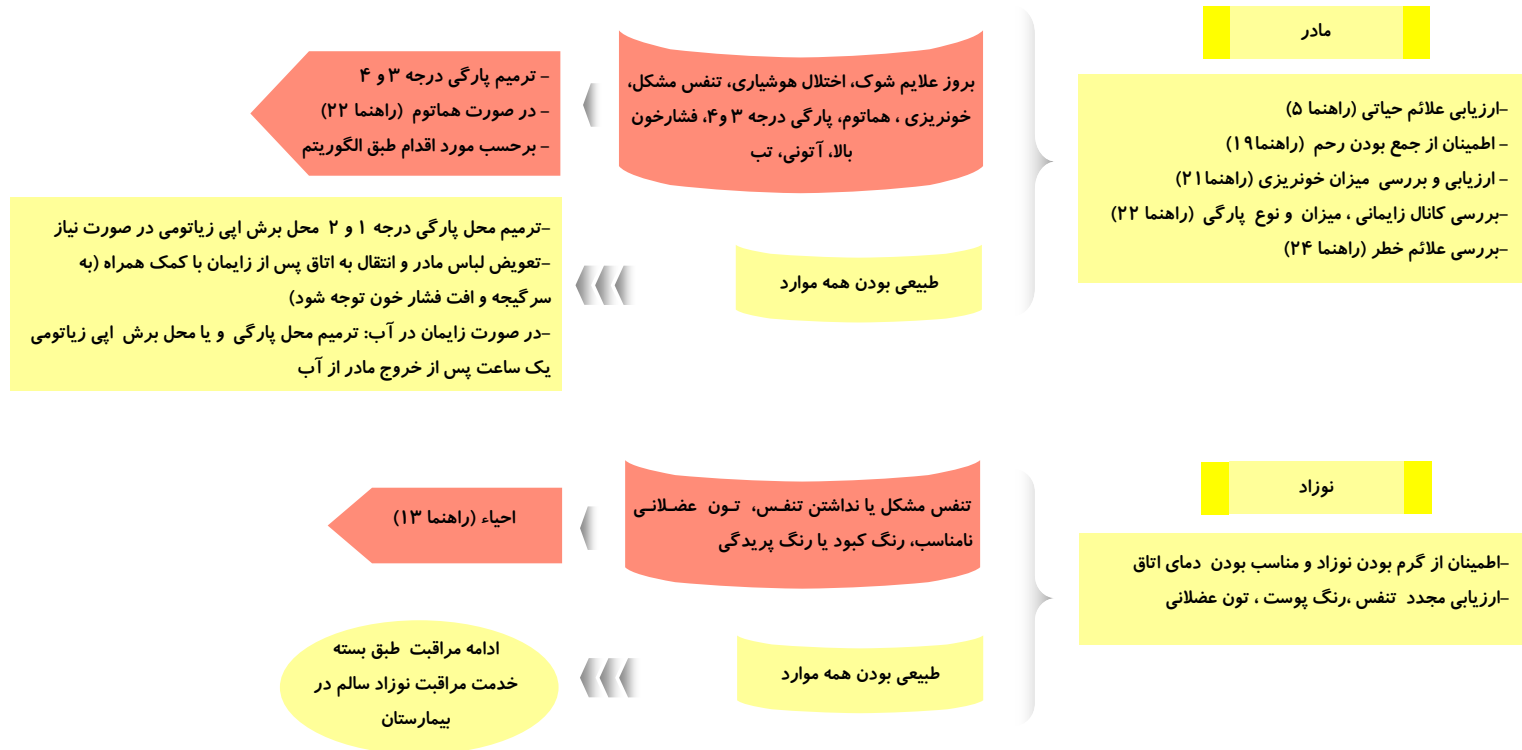 مادر
-ارزیابی علائم حیاتی (راهنما ۵)
- اطمینان از جمع بودن رحم (راهنما۱۹)
- ارزیابی و بررسی میزان خونریزی (راهنما۲۱)
-بررسی کانال زایمانی ، میزان و نوع پارگی (راهنما ۲۲)
-بررسی علائم خطر (راهنما ۲۴)
بروز علایم شوک، اختلال هوشیاری، تنفس مشکل،
خونریزی ، هماتوم، پارگی درجه ۳ و۴، فشارخون
بالا، آتونی، تب
- ترمیم پارگی درجه ۳ و ۴
- در صورت هماتوم (راهنما ۲۲)
- برحسب مورد اقدام طبق الگوریتم
طبیعی بودن همه موارد
-ترمیم محل پارگی درجه ۱ و ۲ محل برش اپی زیاتومی در صورت نیاز
-تعویض لباس مادر و انتقال به اتاق پس از زایمان با کمک همراه (به
سرگیجه و افت فشار خون توجه شود)
-در صورت زایمان در آب: ترمیم محل پارگی و یا محل برش اپی زیاتومی
یک ساعت پس از خروج مادر از آب
نوزاد
-اطمینان از گرم بودن نوزاد و مناسب بودن دمای اتاق
-ارزیابی مجدد تنفس ،رنگ پوست ، تون عضلانی
تنفس مشکل یا نداشتن تنفس، تون عضلانی
نامناسب، رنگ کبود یا رنگ پریدگی
احیاء (راهنما ۱۳)
طبیعی بودن همه موارد
ادامه مراقبت طبق بسته
خدمت مراقبت نوزاد سالم در
بیمارستان